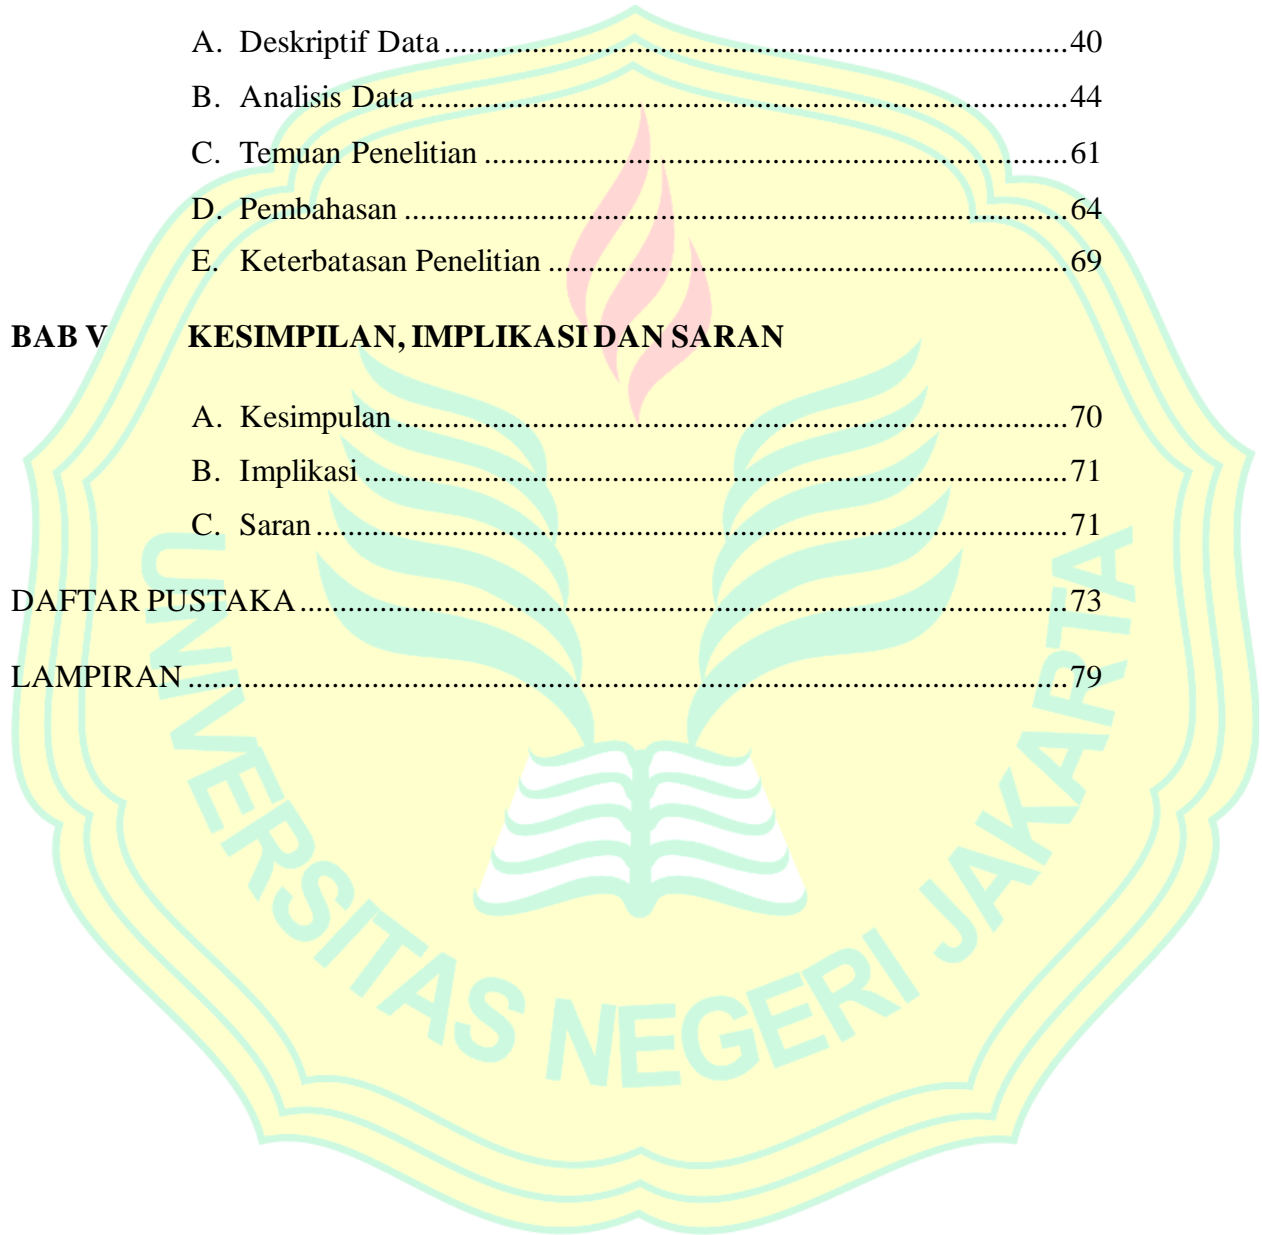 A. Deskriptif Data ........................................................................... 40
B. Analisis Data ........................................................................... 44
C. Temuan Penelitian ........................................................................... 61
D. Pembahasan ........................................................................... 64
E. Keterbatasan Penelitian ........................................................................... 69
BAB V KESIMPILAN, IMPLIKASI DAN SARAN
A. Kesimpulan ........................................................................... 70
B. Implikasi ........................................................................... 71
C. Saran ........................................................................... 71
DAFTAR PUSTAKA ........................................................................... 73
LAMPIRAN ........................................................................... 79
UNIVERSITAS NEGERI JAKARTA